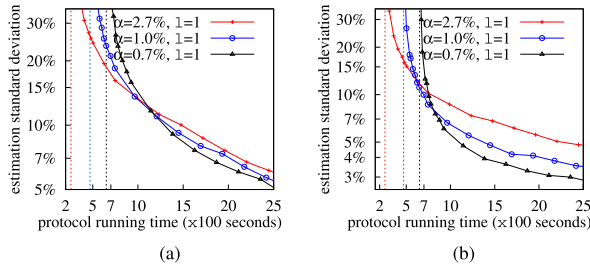 estimation standard deviation
30%
20%
15%
10%
7%
5%
α=2.7%, l=1
α=1.0%, l=1
α=0.7%, l=1
2 5 7 10 15 20 25
protocol running time (x100 seconds)
(a)
estimation standard deviation
30%
20%
15%
10%
7%
5%
4%
3%
α=2.7%, l=1
α=1.0%, l=1
α=0.7%, l=1
2 5 7 10 15 20 25
protocol running time (x100 seconds)
(b)